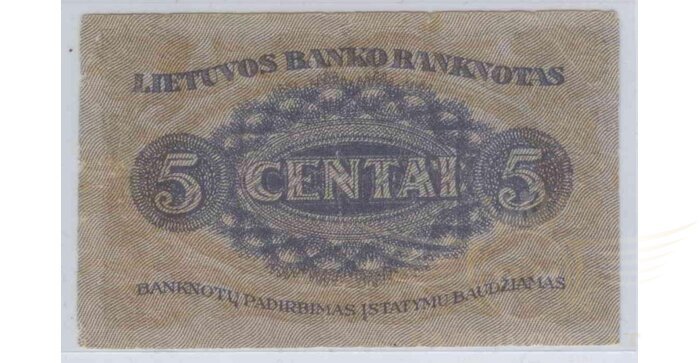 LIETUVOS BANKO BANKNOTAS
5 CENTAI 5
BANKNOTŲ PADIRBIMAS ĮSTATYMU BAUDŽIAMAS